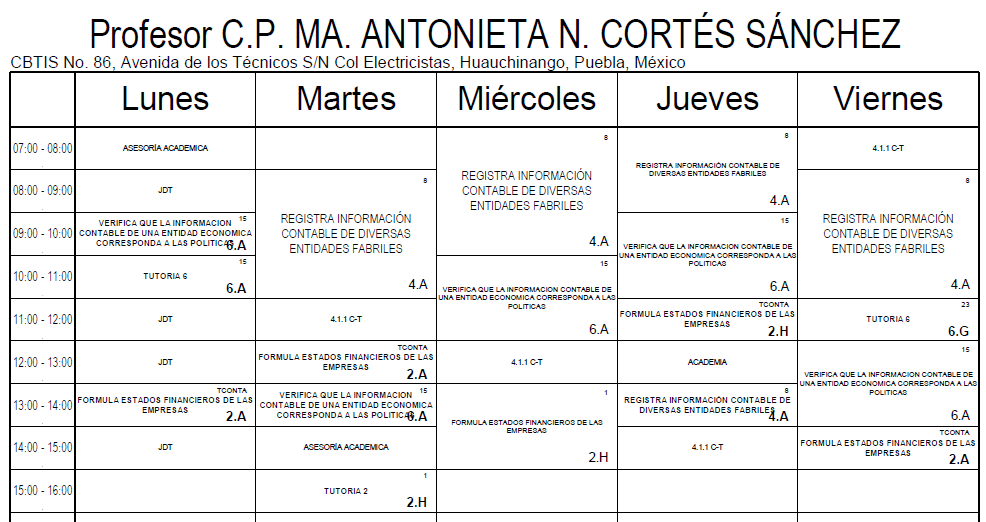 Profesor C.P. MA. ANTONIETA N. CORTÉS SÁNCHEZ
CBTIS No. 86, Avenida de los Técnicos S/N Col Electricistas, Huauchinango, Puebla, México
Lunes Martes Miércoles Jueves Viernes
07:00 - 08:00
ASESORÍA ACADEMICA
8
REGISTRA INFORMACIÓN
CONTABLE DE DIVERSAS
ENTIDADES FABRILES
4.A
8
REGISTRA INFORMACIÓN CONTABLE DE
DIVERSAS ENTIDADES FABRILES
4.A
4.1.1 C-T
08:00 - 09:00
JDT
8
REGISTRA INFORMACIÓN
CONTABLE DE DIVERSAS
ENTIDADES FABRILES
4.A
8
REGISTRA INFORMACIÓN
CONTABLE DE DIVERSAS
ENTIDADES FABRILES
4.A
09:00 - 10:00
15
VERIFICA QUE LA INFORMACION
CONTABLE DE UNA ENTIDAD ECONOMICA
CORRESPONDA A LAS POLITICAS
6.A
15
VERIFICA QUE LA INFORMACION CONTABLE DE
UNA ENTIDAD ECONOMICA CORRESPONDA A LAS
POLITICAS
6.A
10:00 - 11:00
15
TUTORIA 6
6.A
15
VERIFICA QUE LA INFORMACION CONTABLE DE
UNA ENTIDAD ECONOMICA CORRESPONDA A LAS
POLITICAS
6.A
11:00 - 12:00
JDT
4.1.1 C-T
TCONTA
FORMULA ESTADOS FINANCIEROS DE LAS
EMPRESAS
2.H
23
TUTORIA 6
6.G
12:00 - 13:00
JDT
TCONTA
FORMULA ESTADOS FINANCIEROS DE LAS
EMPRESAS
2.A
4.1.1 C-T
ACADEMIA
15
VERIFICA QUE LA INFORMACION CONTABLE DE
UNA ENTIDAD ECONOMICA CORRESPONDA A LAS
POLITICAS
6.A
13:00 - 14:00
TCONTA
FORMULA ESTADOS FINANCIEROS DE LAS
EMPRESAS
2.A
15
VERIFICA QUE LA INFORMACION
CONTABLE DE UNA ENTIDAD ECONOMICA
CORRESPONDA A LAS POLITICAS
6.A
1
FORMULA ESTADOS FINANCIEROS DE LAS
EMPRESAS
2.H
8
REGISTRA INFORMACIÓN CONTABLE DE
DIVERSAS ENTIDADES FABRILES
4.A
14:00 - 15:00
JDT
ASESORÍA ACADEMICA
4.1.1 C-T
TCONTA
FORMULA ESTADOS FINANCIEROS DE LAS
EMPRESAS
2.A
15:00 - 16:00
1
TUTORIA 2
2.H